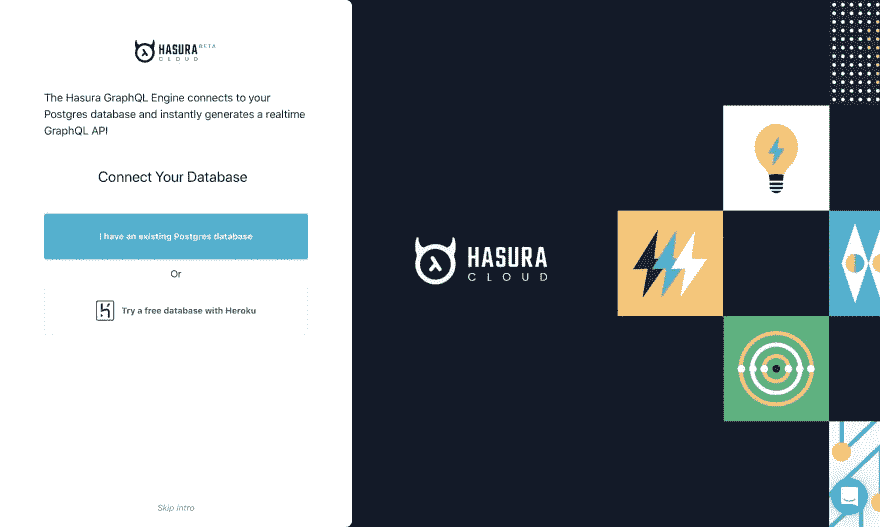 HASURA BETA
CLOUD
The Hasura GraphQL Engine connects to your
Postgres database and instantly generates a realtime
GraphQL API!
Connect Your Database
I have an existing Postgres database
Or
Try a free database with Heroku
Skip Intro
HASURA
CLOUD